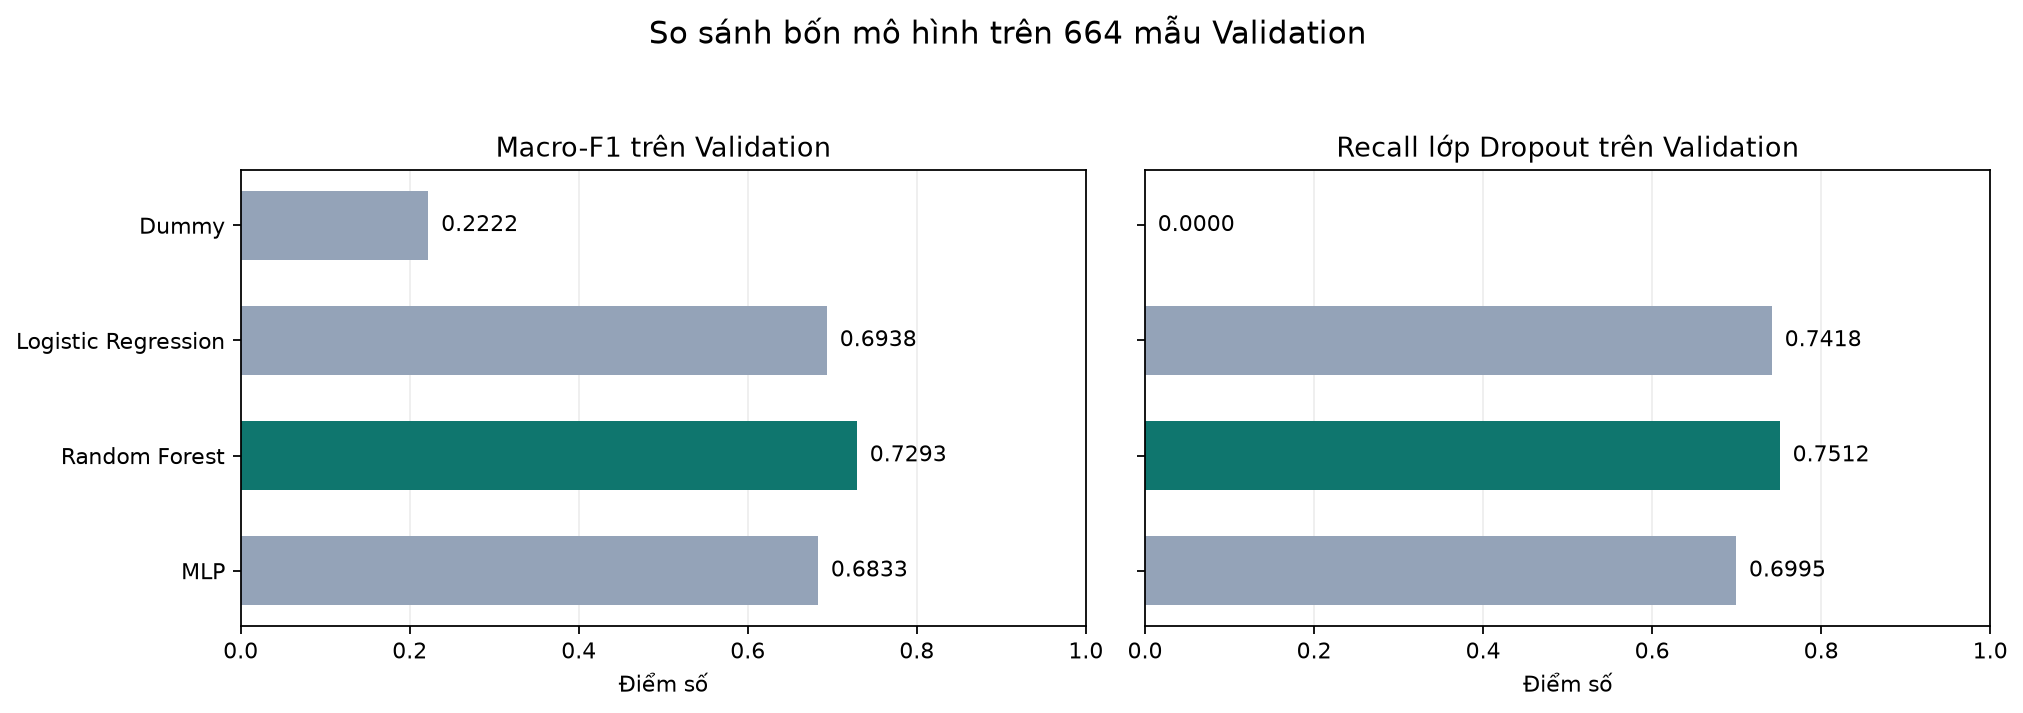 So sánh bốn mô hình trên 664 mẫu Validation
Macro-F1 trên Validation
Dummy
0.2222
Logistic Regression
0.6938
Random Forest
0.7293
MLP
0.6833
0.0 0.2 0.4 0.6 0.8 1.0
Điểm số
Recall lớp Dropout trên Validation
0.0000
0.7418
0.7512
0.6995
0.0 0.2 0.4 0.6 0.8 1.0
Điểm số